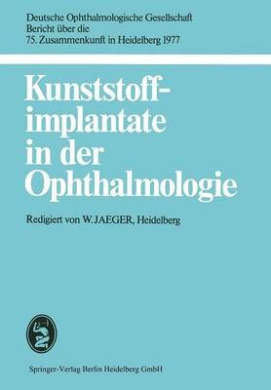 Deutsche Ophthalmologische Gesellschaft
Bericht über die
75. Zusammenkunft in Heidelberg 1977
Kunststoff-
implantate
in der
Ophthalmologie
Redigiert von W. JAEGER, Heidelberg
Springer-Verlag Berlin Heidelberg GmbH